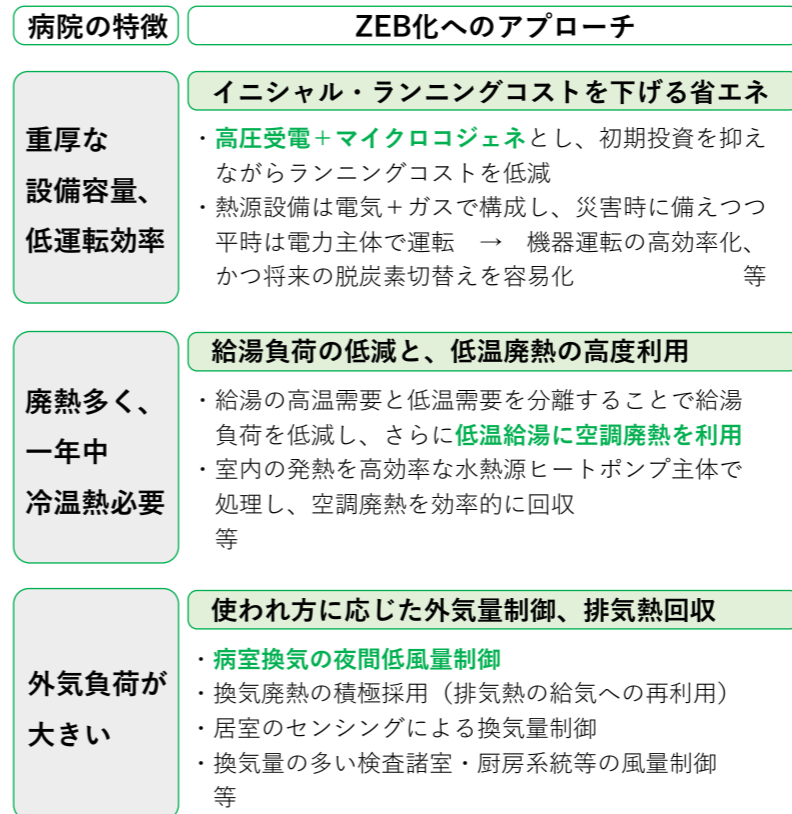 病院の特徴
ZEB化へのアプローチ
重厚な
設備容量、
低運転効率
イニシャル・ランニングコストを下げる省エネ
・高圧受電＋マイクロコジェネとし、初期投資を抑え
ながらランニングコストを低減
・熱源設備は電気＋ガスで構成し、災害時に備えつつ
平時は電力主体で運転　→　機器運転の高効率化、
かつ将来の脱炭素切替えを容易化　等
廃熱多く、
一年中
冷温熱必要
給湯負荷の低減と、低温廃熱の高度利用
・給湯の高温需要と低温需要を分離することで給湯
負荷を低減し、さらに低温給湯に空調廃熱を利用
・室内の発熱を高効率な水熱源ヒートポンプ主体で
処理し、空調廃熱を効率的に回収
等
外気負荷が
大きい
使われ方に応じた外気量制御、排気熱回収
・病室換気の夜間低風量制御
・換気廃熱の積極採用（排気熱の給気への再利用）
・居室のセンシングによる換気量制御
・換気量の多い検査諸室・厨房系統等の風量制御
等